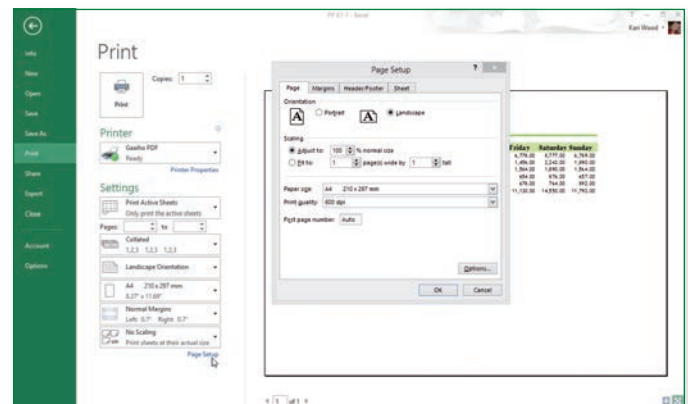 PP 61-1 - Excel
Kari Wood
Info
New
Open
Save
Save As
Print
Share
Export
Close
Account
Options
Print
Copies: 1
Print
Printer
Gaaiho PDF
Ready
Printer Properties
Settings
Print Active Sheets
Only print the active sheets
Pages: to
Collated
1,2,3 1,2,3 1,2,3
Landscape Orientation
A4 210 x 297 mm
8.27" x 11.69"
Normal Margins
Left: 0.7" Right: 0.7"
No Scaling
Print sheets at their actual size
Page Setup
Page Setup
Page Margins Header/Footer Sheet
Orientation
Portrait Landscape
Scaling
Adjust to: 100 % normal size
Fit to: 1 page(s) wide by 1 tall
Paper size: A4 210 x 297 mm
Print quality: 600 dpi
First page number: Auto
Options...
OK Cancel
Friday Saturday Sunday
1 of 1